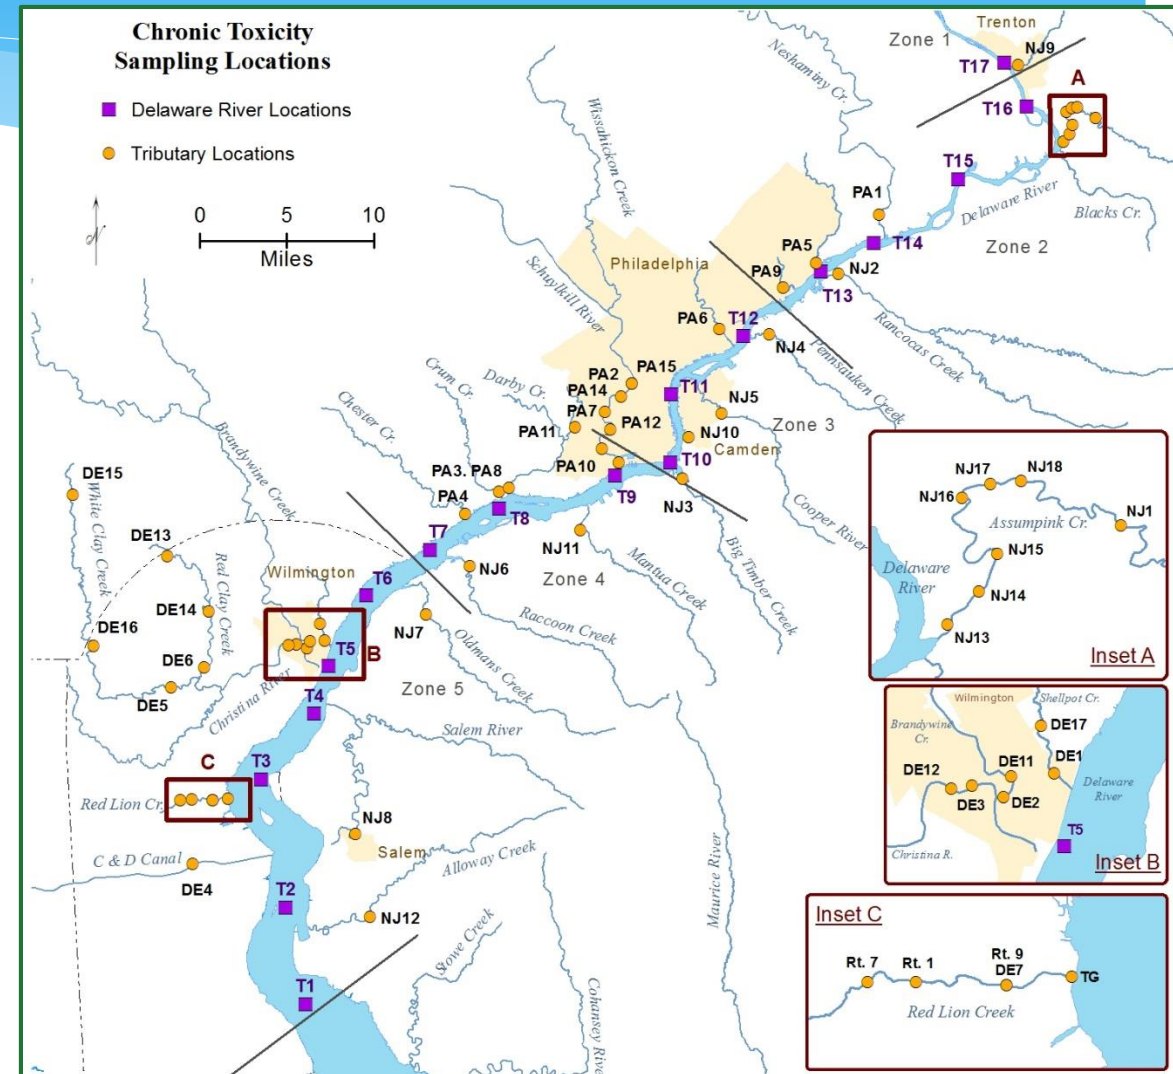 Chronic Toxicity
Sampling Locations
Delaware River Locations
Tributary Locations
N
0 5 10
Miles
Trenton
Zone 1
NJ9
T17
A
T16
Neshaminy Cr.
Wissahickon Creek
T15
PA1
Delaware River
Blacks Cr.
T14
Zone 2
PA5
Philadelphia
PA9
NJ2
T13
Schuylkill River
PA6
T12
NJ4
Rancocas Creek
Pennsauken Creek
Crum Cr.
Darby Cr.
PA2
PA15
PA14
T11
Chester Cr.
PA7
NJ5
PA12
PA11
Zone 3
NJ10
Camden
Brandywine Creek
PA10
T10
DE15
PA3. PA8
PA4
T9
NJ3
T8
Cooper River
White Clay Creek
NJ11
T7
DE13
Big Timber Creek
Red Clay Creek
Wilmington
NJ6
Zone 4
Mantua Creek
T6
DE14
Raccoon Creek
DE16
NJ7
Oldmans Creek
B
T5
DE6
DE5
Christina River
Zone 5
T4
Salem River
C
T3
Red Lion Cr.
NJ8
Salem
C & D Canal
Alloway Creek
DE4
Maurice River
T2
NJ12
Stowe Creek
T1
Cohansey River
NJ17
NJ18
NJ16
NJ1
Assumpink Cr.
NJ15
Delaware
River
NJ14
NJ13
Inset A
Wilmington
Shellpot Cr.
Brandywine
Cr.
DE17
DE11
DE1
DE12
DE3
DE2
Delaware
River
T5
Christina R.
Inset B
Inset C
Rt. 7
Rt. 1
Rt. 9
DE7
TG
Red Lion Creek